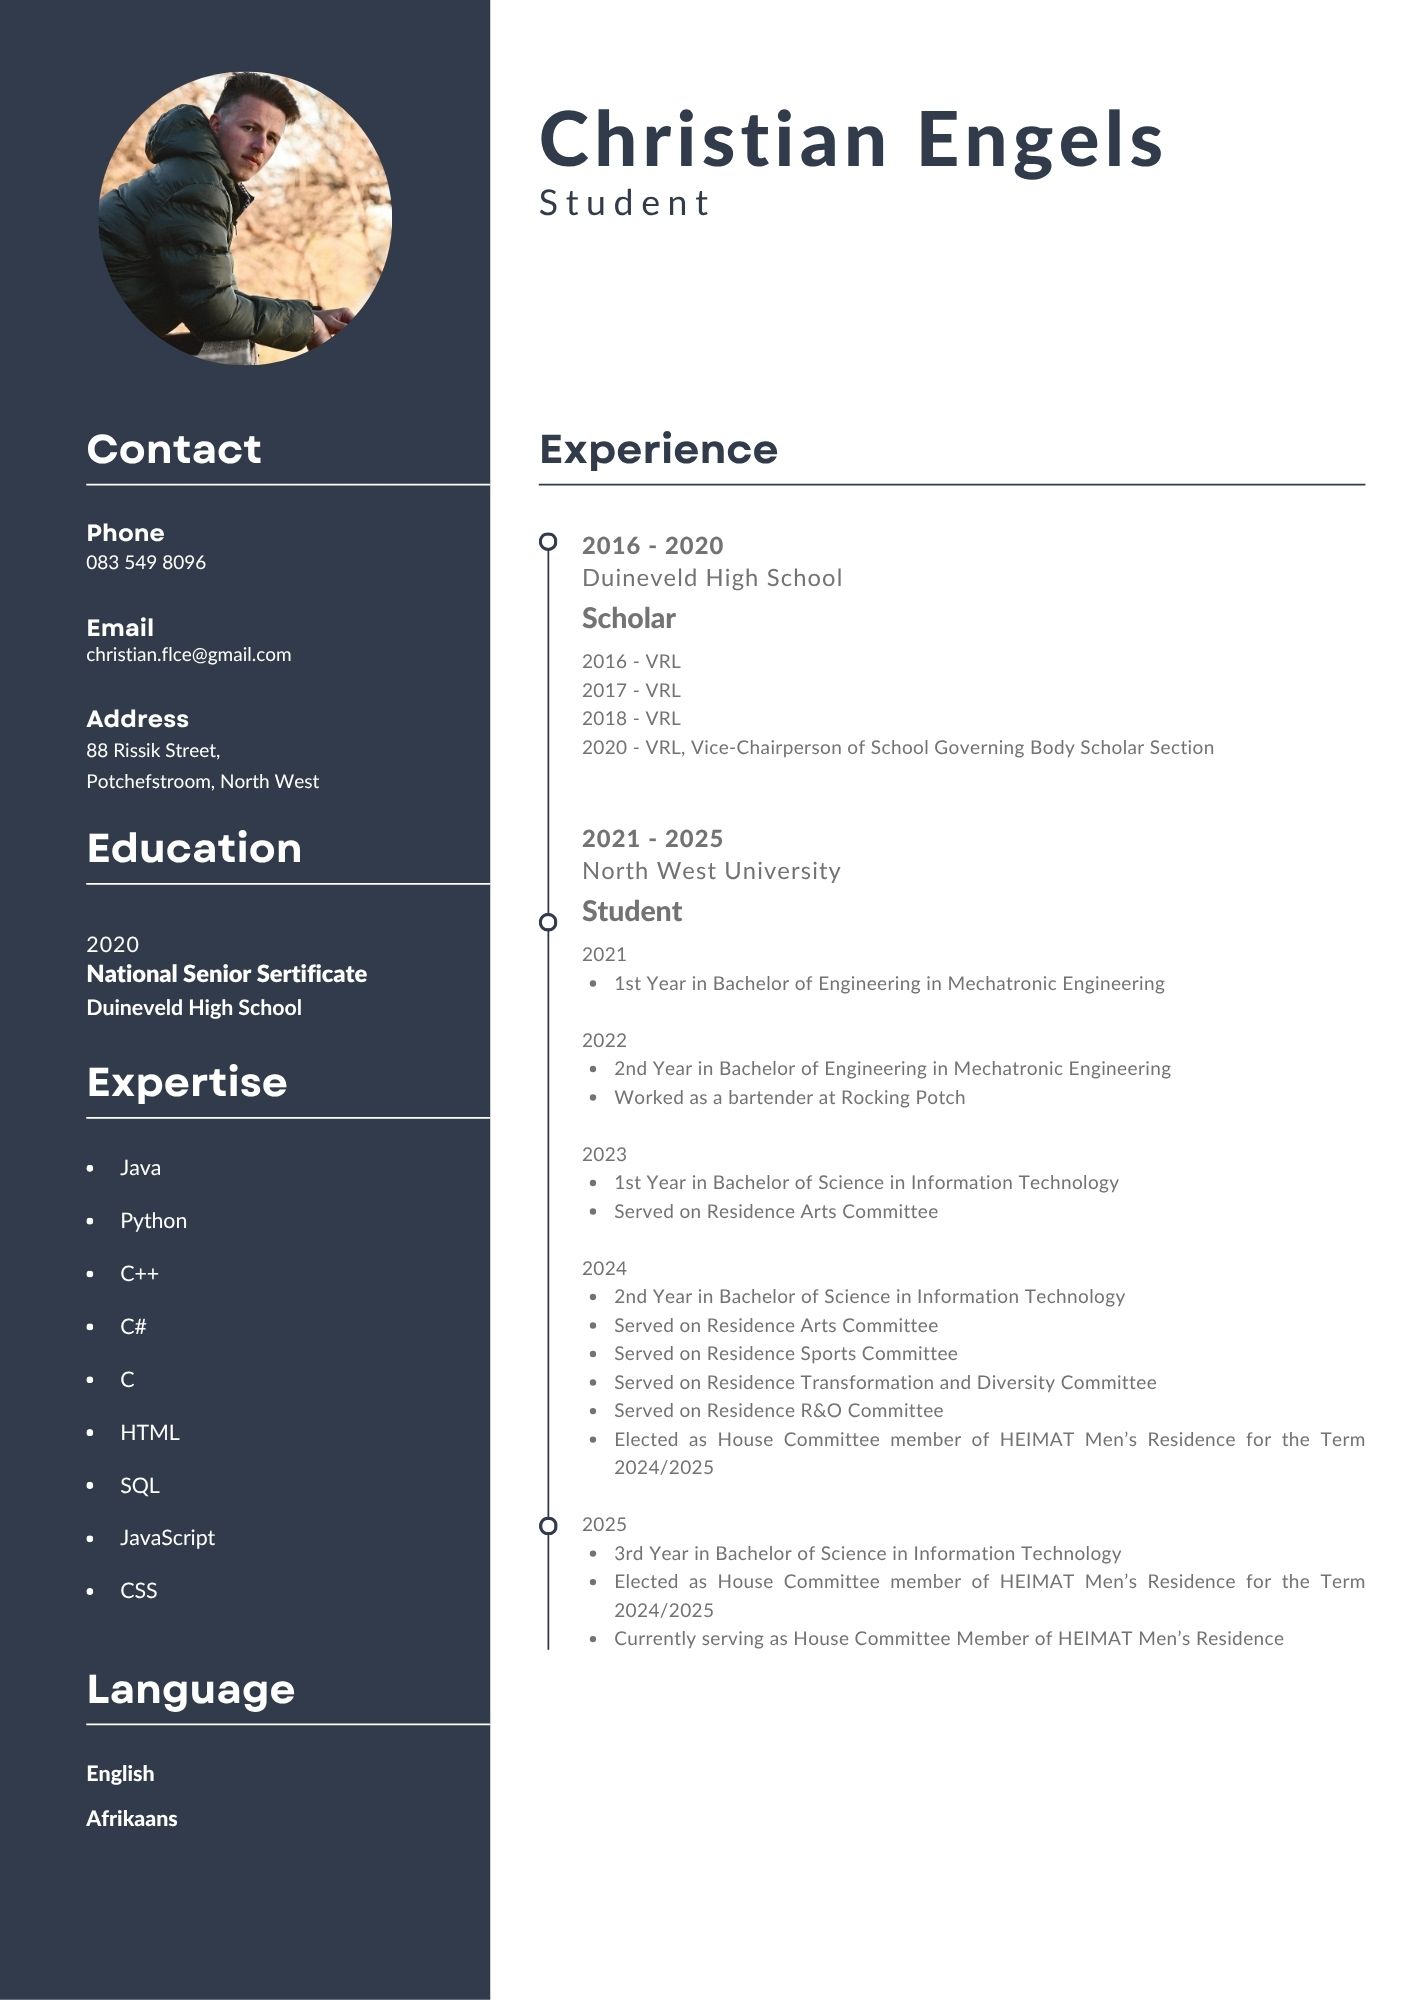 Christian Engels
Student
Contact
Phone
083 549 8096
Email
christian.flce@gmail.com
Address
88 Rissik Street,
Potchefstroom, North West
Education
2020
National Senior Sertificate
Duineveld High School
Expertise
• Java
• Python
• C++
• C#
• C
• HTML
• SQL
• JavaScript
• CSS
Language
English
Afrikaans
Experience
2016 - 2020
Duineveld High School
Scholar
2016 - VRL
2017 - VRL
2018 - VRL
2020 - VRL, Vice-Chairperson of School Governing Body Scholar Section
2021 - 2025
North West University
Student
2021
• 1st Year in Bachelor of Engineering in Mechatronic Engineering
2022
• 2nd Year in Bachelor of Engineering in Mechatronic Engineering
• Worked as a bartender at Rocking Potch
2023
• 1st Year in Bachelor of Science in Information Technology
• Served on Residence Arts Committee
2024
• 2nd Year in Bachelor of Science in Information Technology
• Served on Residence Arts Committee
• Served on Residence Sports Committee
• Served on Residence Transformation and Diversity Committee
• Served on Residence R&O Committee
• Elected as House Committee member of HEIMAT Men’s Residence for the Term
2024/2025
2025
• 3rd Year in Bachelor of Science in Information Technology
• Elected as House Committee member of HEIMAT Men’s Residence for the Term
2024/2025
• Currently serving as House Committee Member of HEIMAT Men’s Residence